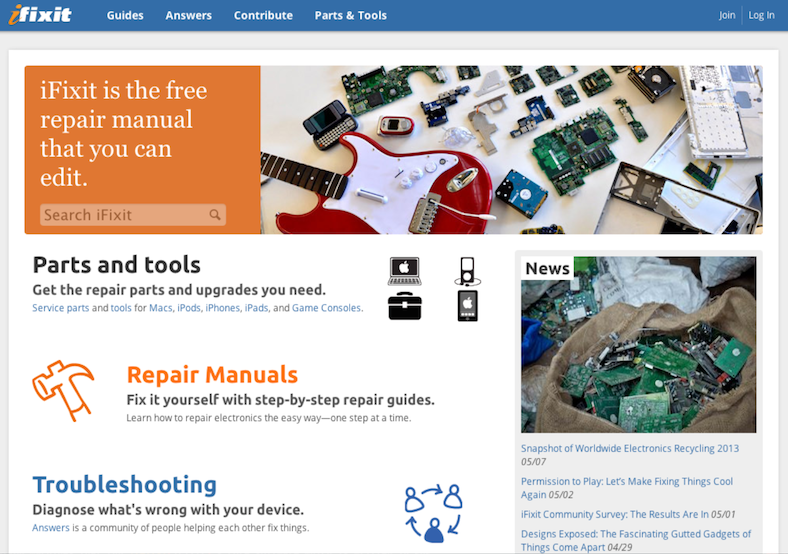 ifixit
Guides Answers Contribute Parts & Tools Join Log In
iFixit is the free
repair manual
that you can
edit.
Search iFixit
Parts and tools
Get the repair parts and upgrades you need.
Service parts and tools for Macs, iPods, iPhones, iPads, and Game Consoles.
Repair Manuals
Fix it yourself with step-by-step repair guides.
Learn how to repair electronics the easy way—one step at a time.
Troubleshooting
Diagnose what's wrong with your device.
Answers is a community of people helping each other fix things.
News
Snapshot of Worldwide Electronics Recycling 2013
05/07
Permission to Play: Let's Make Fixing Things Cool
Again 05/02
iFixit Community Survey: The Results Are In 05/01
Designs Exposed: The Fascinating Gutted Gadgets of
Things Come Apart 04/29